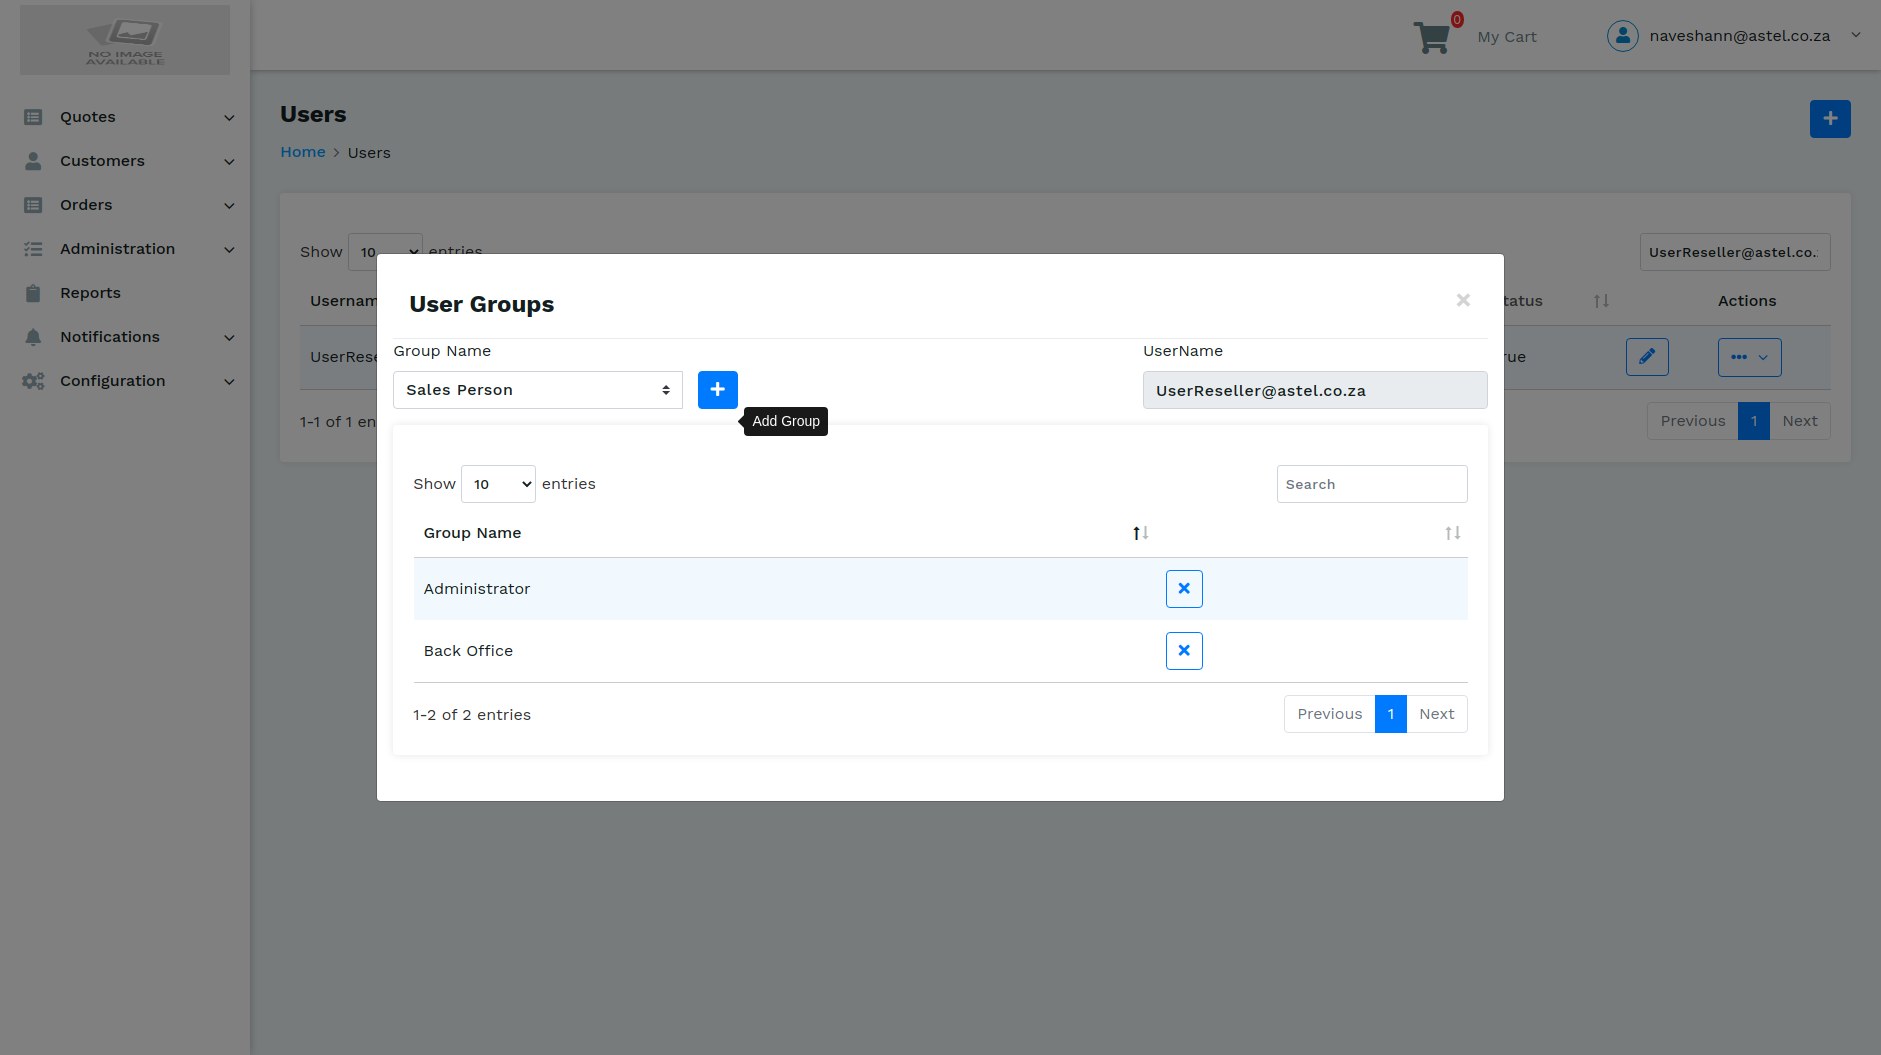 NO IMAGE
AVAILABLE
0
My Cart
naveshann@astel.co.za
Quotes
Customers
Orders
Administration
Reports
Notifications
Configuration
Users
Home > Users
Show 10 entries
UserReseller@astel.co.
Usernam
tatus
Actions
UserRese
rue
1-1 of 1 en
Previous 1 Next
User Groups
Group Name
UserName
Sales Person
UserReseller@astel.co.za
Add Group
Show 10 entries
Search
Group Name
Administrator
Back Office
1-2 of 2 entries
Previous 1 Next